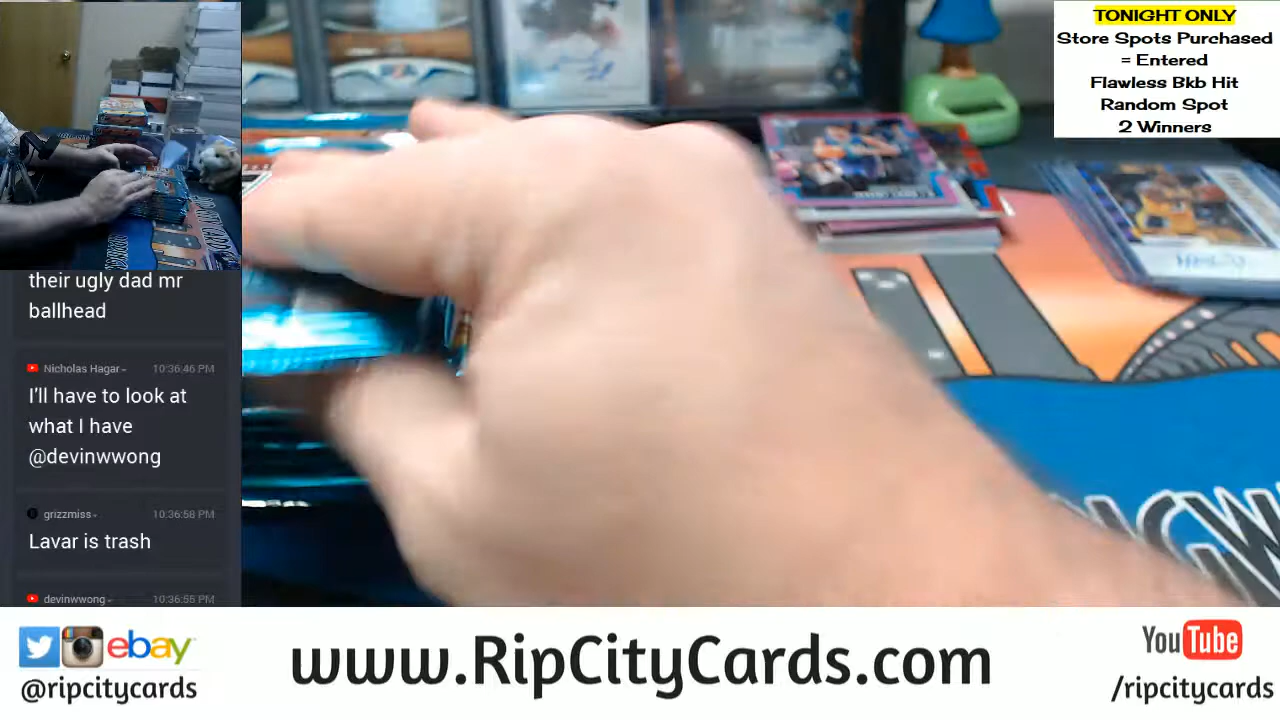 TONIGHT ONLY
Store Spots Purchased
= Entered
Flawless Bkb Hit
Random Spot
2 Winners
their ugly dad mr
ballhead
Nicholas Hagar
10:36:46 PM
I'll have to look at
what I have
@devinwwong
grizzmiss
10:36:58 PM
Lavar is trash
devinwwong
10:36:55 PM
ebay
@ripcitycards
www.RipCityCards.com
YouTube
/ripcitycards